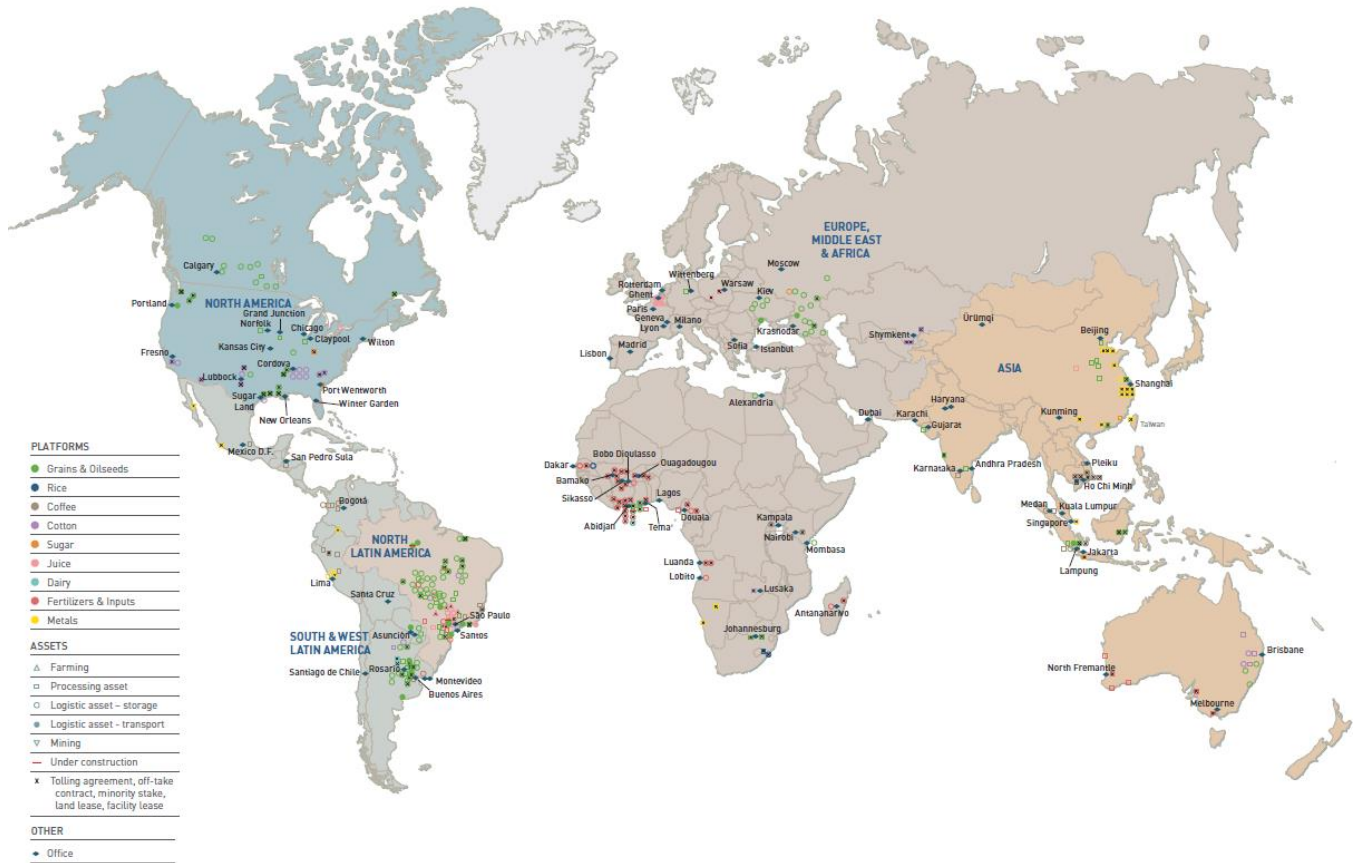 EUROPE,
MIDDLE EAST
& AFRICA
Moscow
Wittenberg
Warsaw
Rotterdam
Ghent
Kiev
Paris
Geneva
Milano
Lyon
Krasnodar
Lisbon
Madrid
Sofia
Istanbul
Shymkent
Ürümqi
Beijing
ASIA
Shanghai
Calgary
Portland
NORTH AMERICA
Grand Junction
Norfolk
Chicago
Claypool
Wilton
Kansas City
Fresno
Cordova
Lubbock
Port Wentworth
Sugar
Land
Winter Garden
New Orleans
Mexico D.F.
San Pedro Sula
Alexandria
Dubai
Karachi
Haryana
Gujarat
Kunming
Taiwan
Karnataka
Andhra Pradesh
Pleiku
Ho Chi Minh
Medan
Kuala Lumpur
Singapore
Jakarta
Lampung
Bobo Dioulasso
Dakar
Ouagadougou
Bamako
Sikasso
Lagos
Abidjan
Tema
Douala
Kampala
Nairobi
Mombasa
Luanda
Lobito
Lusaka
Antananarivo
Johannesburg
Bogotá
NORTH
LATIN AMERICA
Lima
Santa Cruz
São Paulo
Santos
SOUTH & WEST
LATIN AMERICA
Asunción
Santiago de Chile
Rosario
Montevideo
Buenos Aires
North Fremantle
Brisbane
Melbourne
PLATFORMS
Grains & Oilseeds
Rice
Coffee
Cotton
Sugar
Juice
Dairy
Fertilizers & Inputs
Metals
ASSETS
Farming
Processing asset
Logistic asset – storage
Logistic asset - transport
Mining
Under construction
Tolling agreement, off-take
contract, minority stake,
land lease, facility lease
OTHER
Office